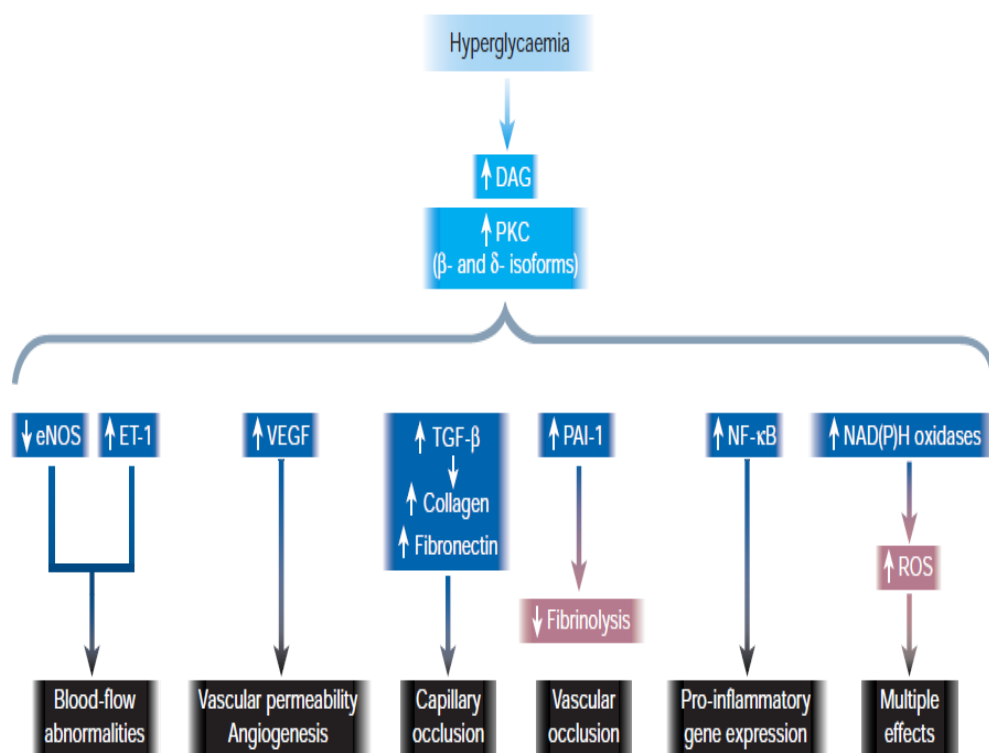 Hyperglycaemia
↑ DAG
↑ PKC
(β- and δ- isoforms)
↓ eNOS
↑ ET-1
↑ VEGF
↑ TGF-β
↑ Collagen
↑ Fibronectin
↑ PAI-1
↑ NF-κB
↑ NAD(P)H oxidases
↓ Fibrinolysis
↑ ROS
Blood-flow
abnormalities
Vascular permeability
Angiogenesis
Capillary
occlusion
Vascular
occlusion
Pro-inflammatory
gene expression
Multiple
effects